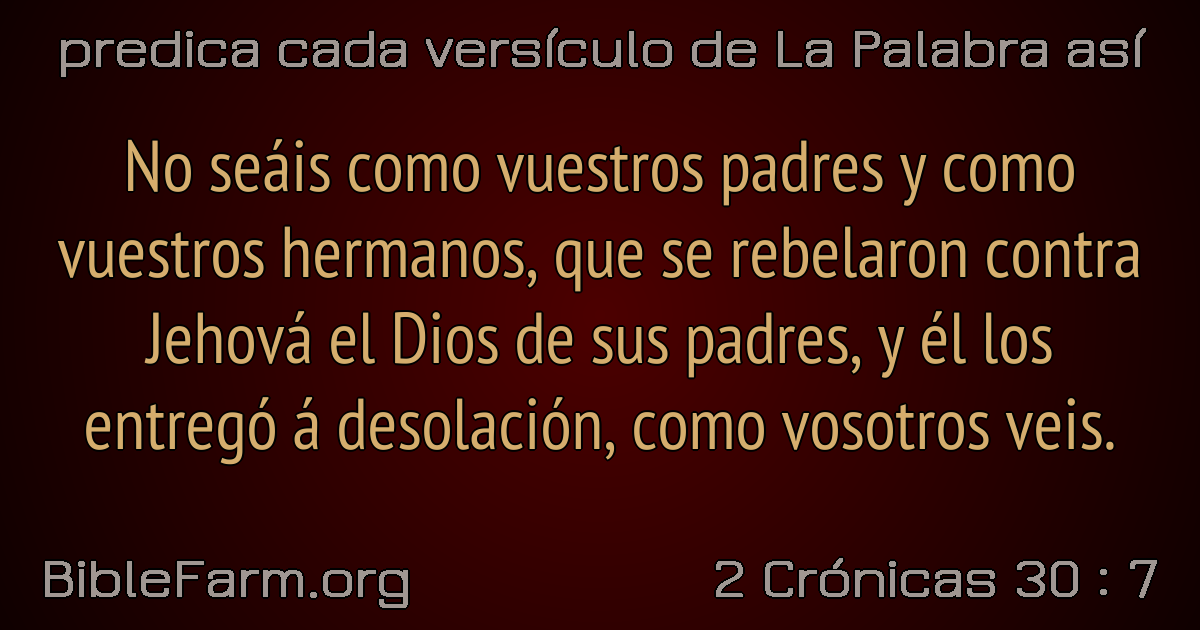 predica cada versículo de La Palabra así
No seáis como vuestros padres y como
vuestros hermanos, que se rebelaron contra
Jehová el Dios de sus padres, y él los
entregó á desolación, como vosotros veis.
BibleFarm.org
2 Crónicas 30 : 7